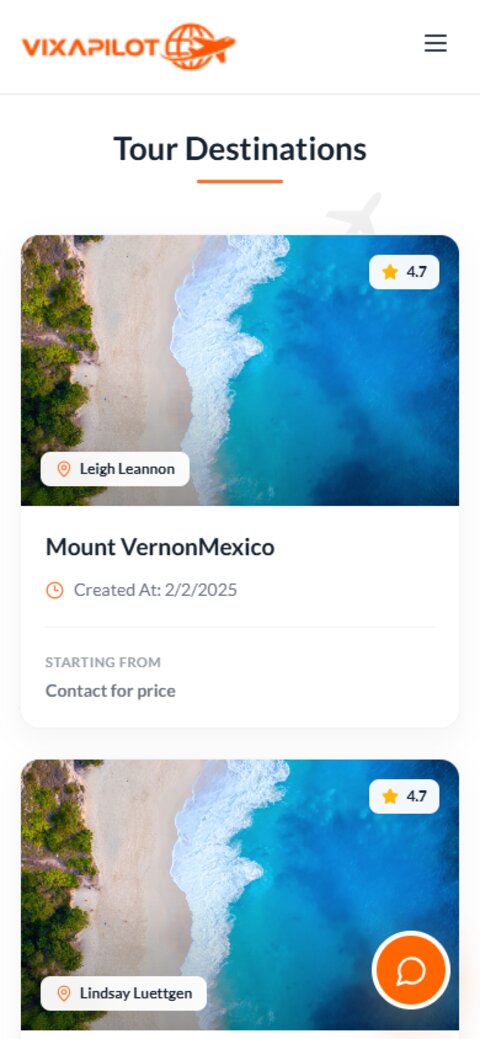 VIXAPILOT
Tour Destinations
4.7
Leigh Leannon
Mount VernonMexico
Created At: 2/2/2025
STARTING FROM
Contact for price
4.7
Lindsay Luettgen